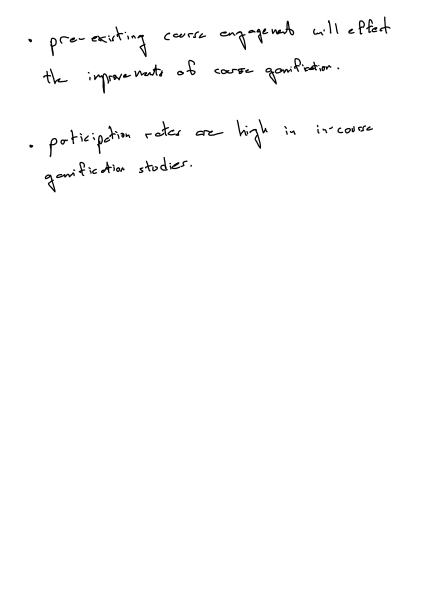 • pre-existing course engagement will effect
the improvements of course gamification.
• participation rates are high in in-course
gamification studies.